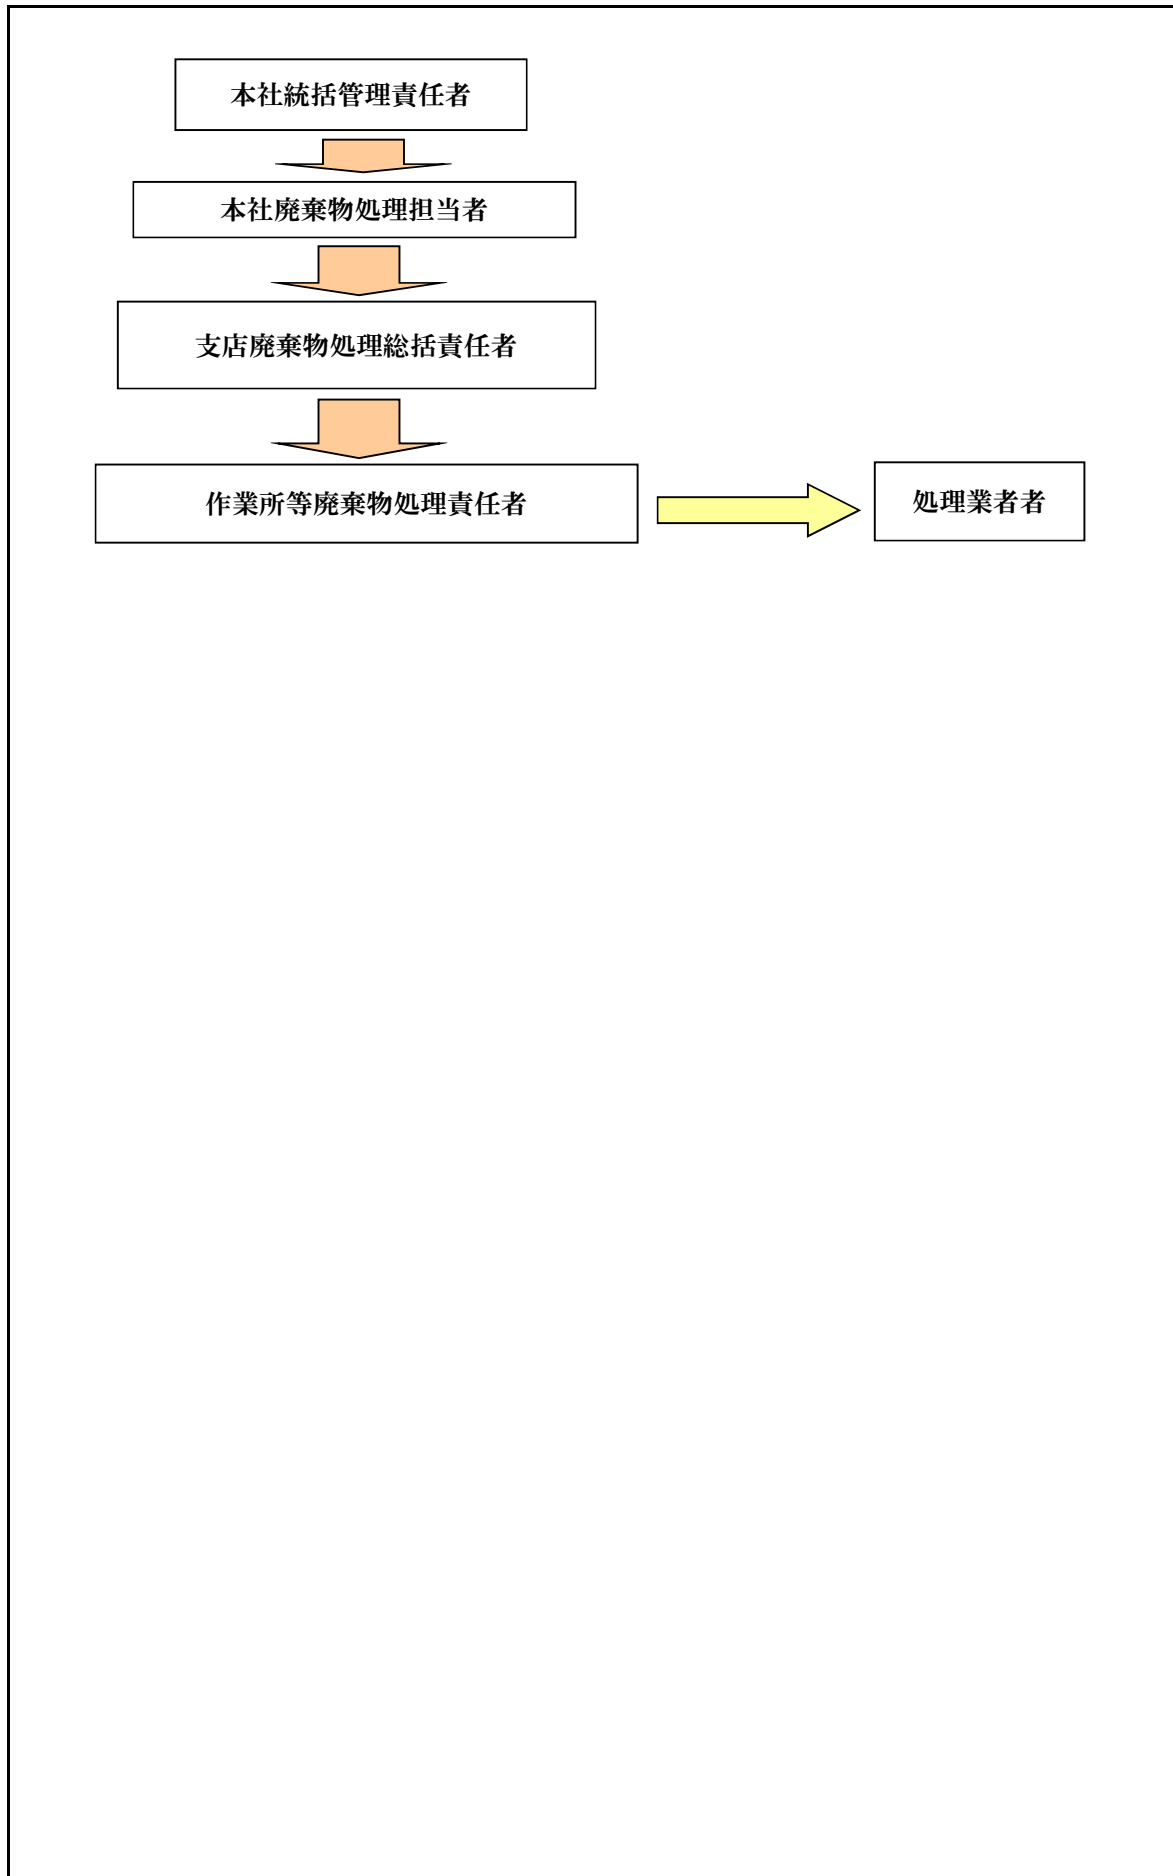 本社統括管理責任者
本社廃棄物処理担当者
支店廃棄物処理総括責任者
作業所等廃棄物処理責任者
処理業者者